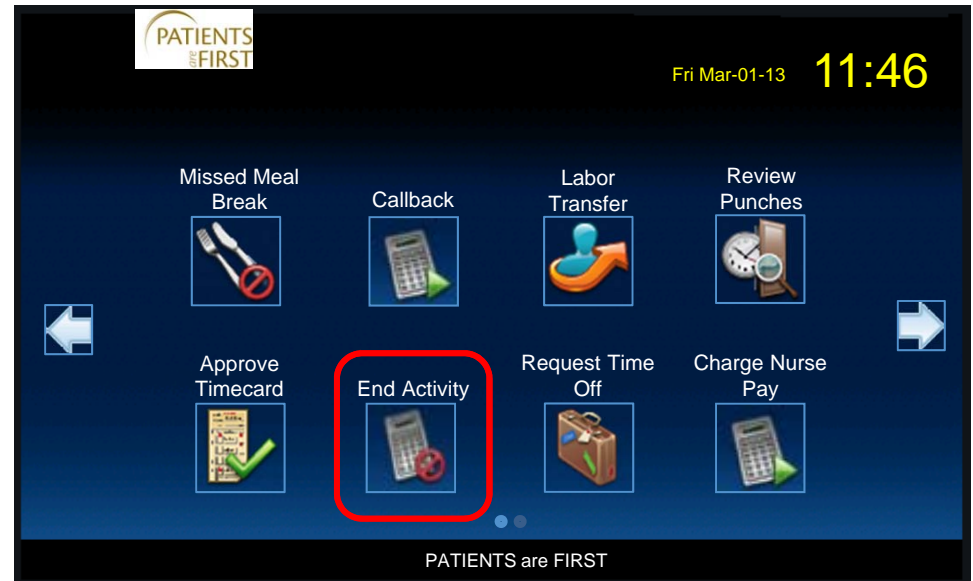 PATIENTS
are FIRST
Fri Mar-01-13 11:46
Missed Meal
Break
Callback
Labor
Transfer
Review
Punches
Approve
Timecard
End Activity
Request Time
Off
Charge Nurse
Pay
PATIENTS are FIRST